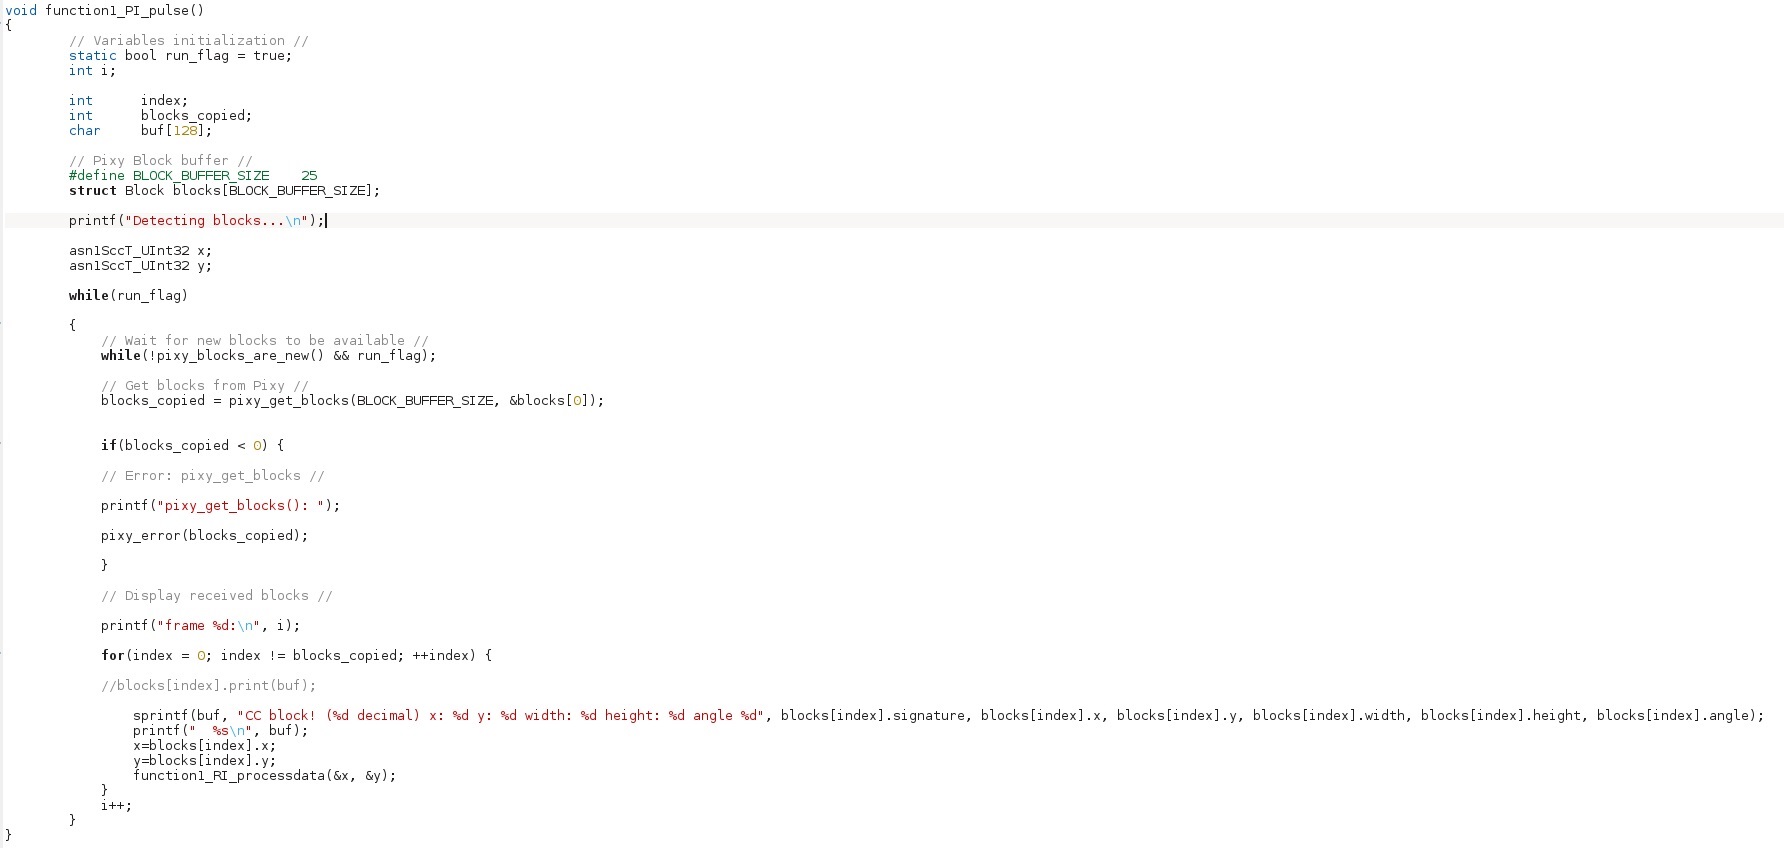 void function1_PI_pulse()
{
// Variables initialization //
static bool run_flag = true;
int i;
int      index;
int      blocks_copied;
char     buf[128];
// Pixy Block buffer //
#define BLOCK_BUFFER_SIZE    25
struct Block blocks[BLOCK_BUFFER_SIZE];
printf("Detecting blocks...\n");
asn1SccT_UInt32 x;
asn1SccT_UInt32 y;
while(run_flag)
{
// Wait for new blocks to be available //
while(!pixy_blocks_are_new() && run_flag);
// Get blocks from Pixy //
blocks_copied = pixy_get_blocks(BLOCK_BUFFER_SIZE, &blocks[0]);
if(blocks_copied < 0) {
// Error: pixy_get_blocks //
printf("pixy_get_blocks(): ");
pixy_error(blocks_copied);
}
// Display received blocks //
printf("frame %d:\n", i);
for(index = 0; index != blocks_copied; ++index) {
//blocks[index].print(buf);
sprintf(buf, "CC block! (%d decimal) x: %d y: %d width: %d height: %d angle %d", blocks[index].signature, blocks[index].x, blocks[index].y, blocks[index].width, blocks[index].height, blocks[index].angle);
printf("  %s\n", buf);
x=blocks[index].x;
y=blocks[index].y;
function1_RI_processdata(&x, &y);
}
i++;
}
}